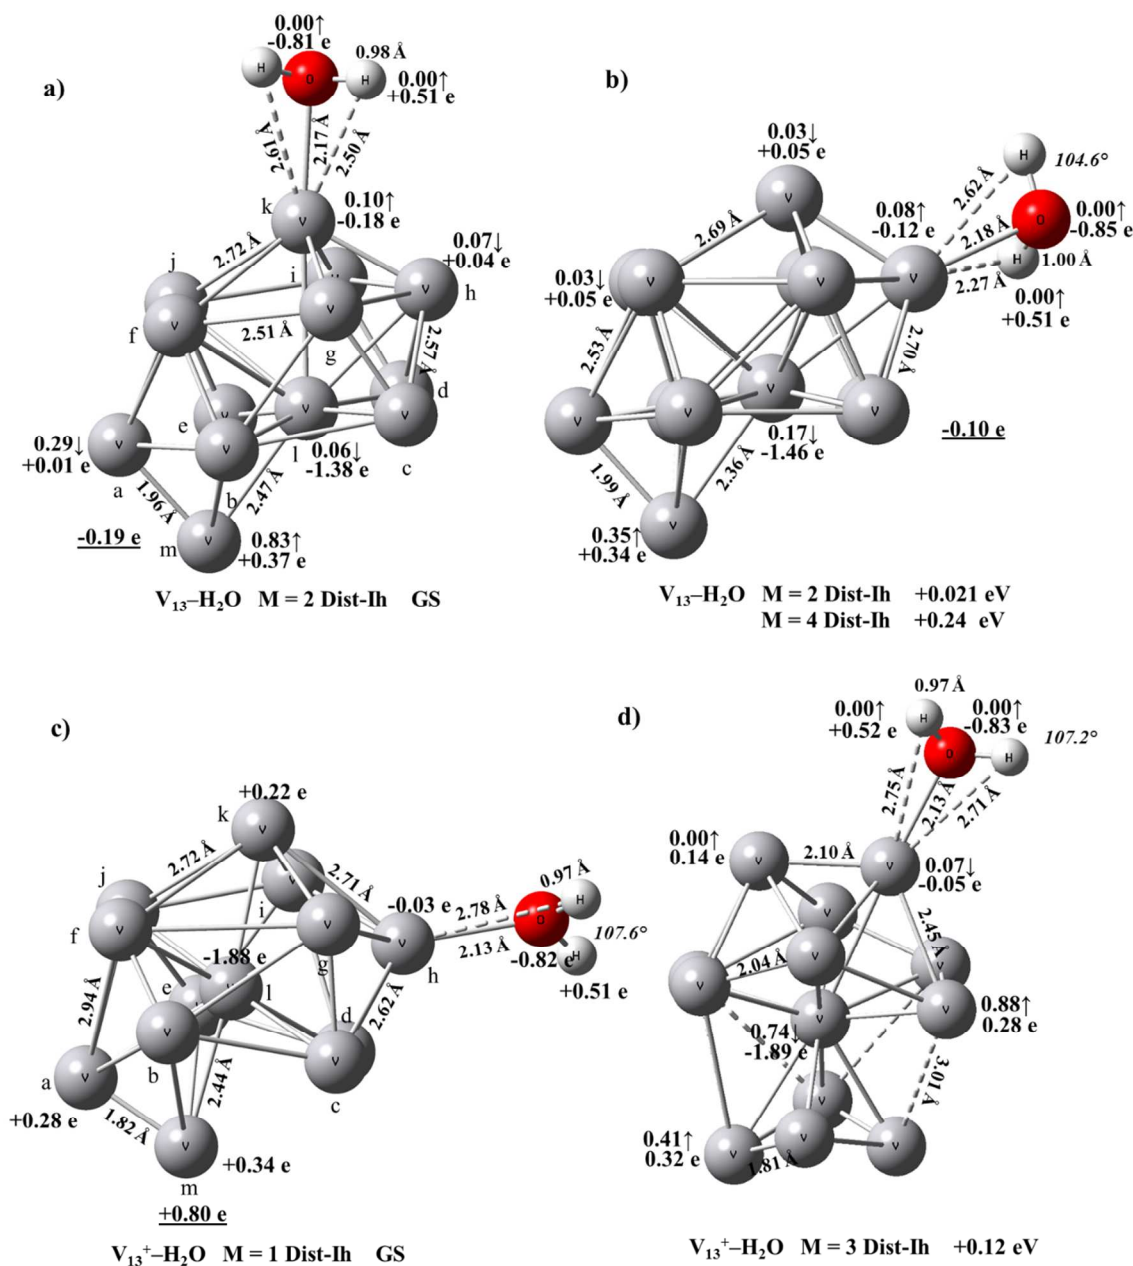 a)
0.00↑
-0.81 e
0.98 Å
H
O
H
0.00↑
+0.51 e
2.61 Å
2.17 Å
2.50 Å
k
V
0.10↑
-0.18 e
2.72 Å
0.07↓
+0.04 e
j
i
V
V
h
f
V
2.51 Å
V
g
2.57 Å
d
e
V
V
V
0.29↓
+0.01 e
V
V
l
0.06↓
-1.38 e
c
a
b
1.96 Å
2.47 Å
-0.19 e
m
V
0.83↑
+0.37 e
V₁₃–H₂O M = 2 Dist-Ih GS
b)
0.03↓
+0.05 e
V
H
104.6°
2.62 Å
0.08↑
-0.12 e
O
0.00↑
-0.85 e
2.69 Å
2.18 Å
H
1.00 Å
0.03↓
+0.05 e
V
V
V
2.27 Å
0.00↑
+0.51 e
2.53 Å
2.70 Å
V
V
V
V
0.17↓
-1.46 e
-0.10 e
1.99 Å
2.36 Å
V
0.35↑
+0.34 e
V₁₃–H₂O M = 2 Dist-Ih +0.021 eV
M = 4 Dist-Ih +0.24 eV
c)
+0.22 e
k
V
2.72 Å
2.71 Å
0.97 Å
j
i
H
-0.03 e
2.78 Å
O
107.6°
f
V
V
g
V
h
2.13 Å
-0.82 e
H
+0.51 e
-1.88 e
2.94 Å
e
V
l
d
2.62 Å
V
V
a
V
b
c
+0.28 e
1.82 Å
2.44 Å
V
+0.34 e
m
+0.80 e
V₁₃⁺–H₂O M = 1 Dist-Ih GS
d)
0.97 Å
0.00↑
+0.52 e
H
0.00↑
-0.83 e
O
H
107.2°
2.75 Å
2.13 Å
2.71 Å
0.00↑
0.14 e
V
2.10 Å
V
0.07↓
-0.05 e
V
2.45 Å
V
2.04 Å
V
V
V
V
0.88↑
0.28 e
0.74↓
-1.89 e
V
3.01 Å
V
0.41↑
0.32 e
V
V
V
1.81 Å
V₁₃⁺–H₂O M = 3 Dist-Ih +0.12 eV